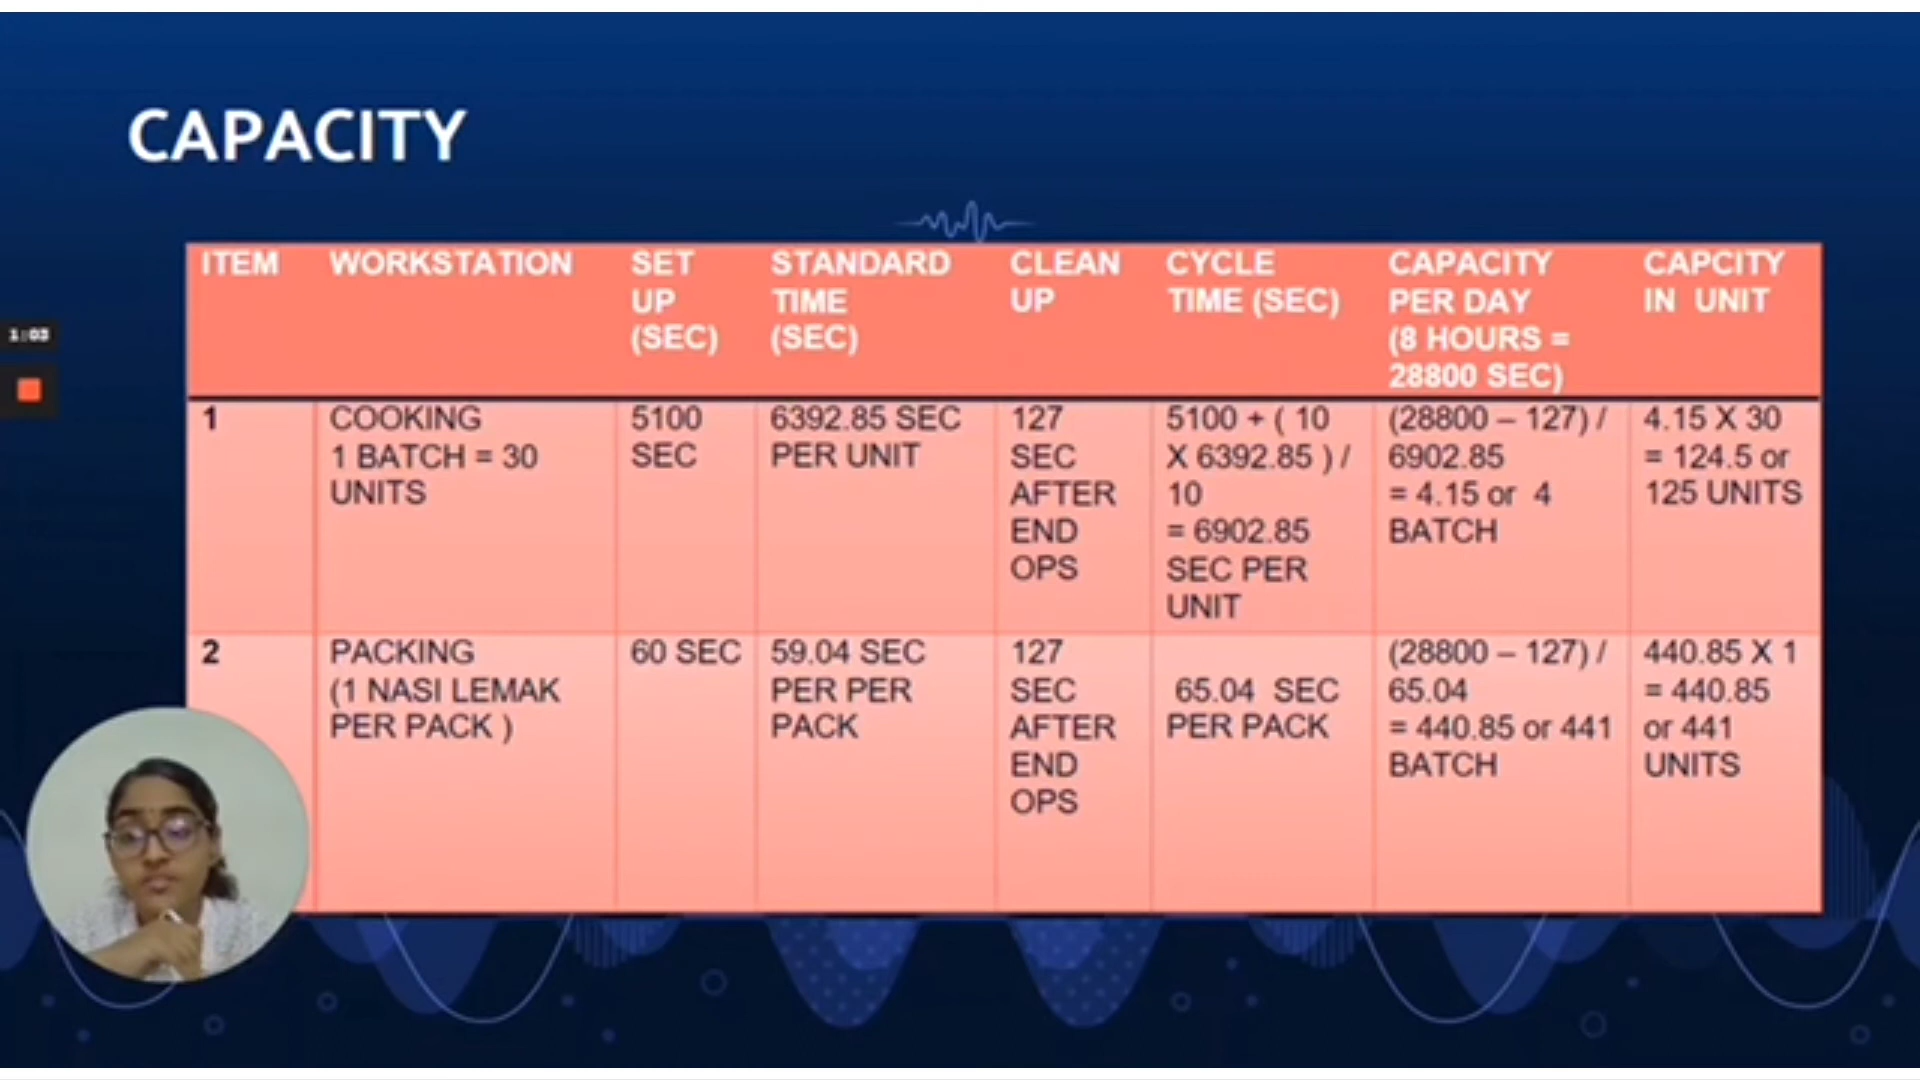 CAPACITY
1:03
ITEM
WORKSTATION
SET
UP
(SEC)
STANDARD
TIME
(SEC)
CLEAN
UP
CYCLE
TIME (SEC)
CAPACITY
PER DAY
(8 HOURS =
28800 SEC)
CAPCITY
IN UNIT
1
COOKING
1 BATCH = 30
UNITS
5100
SEC
6392.85 SEC
PER UNIT
127
SEC
AFTER
END
OPS
5100 + ( 10
X 6392.85 ) /
10
= 6902.85
SEC PER
UNIT
(28800 – 127) /
6902.85
= 4.15 or 4
BATCH
4.15 X 30
= 124.5 or
125 UNITS
2
PACKING
(1 NASI LEMAK
PER PACK )
60 SEC
59.04 SEC
PER PER
PACK
127
SEC
AFTER
END
OPS
65.04 SEC
PER PACK
(28800 – 127) /
65.04
= 440.85 or 441
BATCH
440.85 X 1
= 440.85
or 441
UNITS